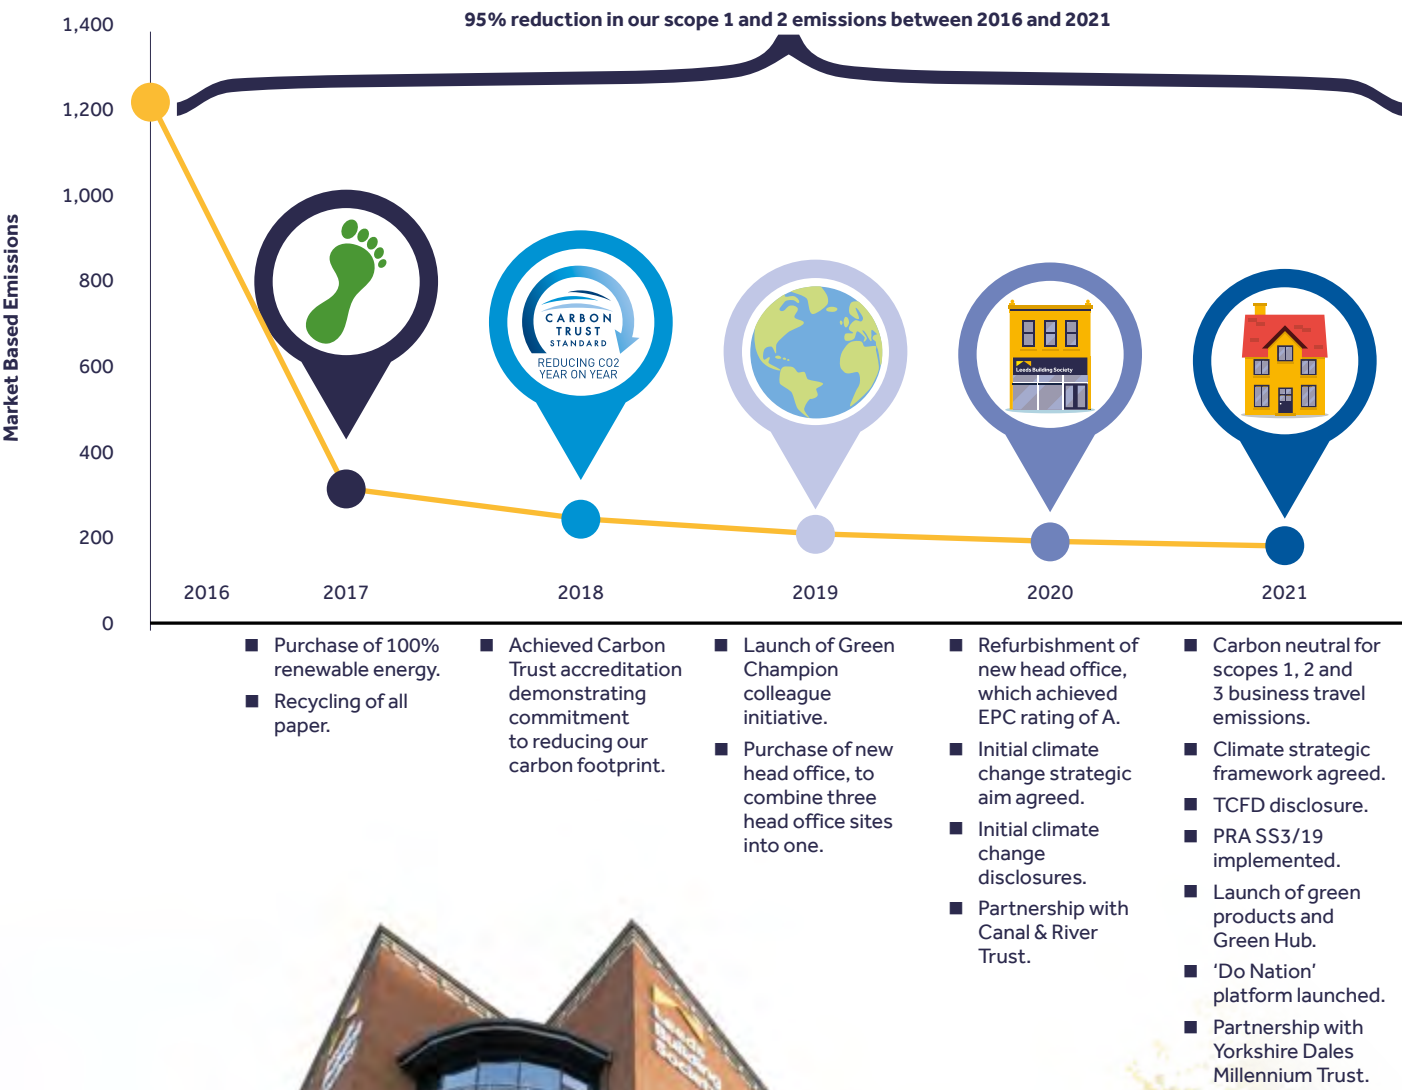 95% reduction in our scope 1 and 2 emissions between 2016 and 2021
1,400
1,200
1,000
800
600
400
200
0
Market Based Emissions
CARBON
TRUST
STANDARD
REDUCING CO2
YEAR ON YEAR
Leeds Building Society
2016
2017
2018
2019
2020
2021
■ Purchase of 100%
renewable energy.
■ Recycling of all
paper.
■ Achieved Carbon
Trust accreditation
demonstrating
commitment
to reducing our
carbon footprint.
■ Launch of Green
Champion
colleague
initiative.
■ Purchase of new
head office, to
combine three
head office sites
into one.
■ Refurbishment of
new head office,
which achieved
EPC rating of A.
■ Initial climate
change strategic
aim agreed.
■ Initial climate
change
disclosures.
■ Partnership with
Canal & River
Trust.
■ Carbon neutral for
scopes 1, 2 and
3 business travel
emissions.
■ Climate strategic
framework agreed.
■ TCFD disclosure.
■ PRA SS3/19
implemented.
■ Launch of green
products and
Green Hub.
■ ‘Do Nation’
platform launched.
■ Partnership with
Yorkshire Dales
Millennium Trust.
Leeds
Building
Society